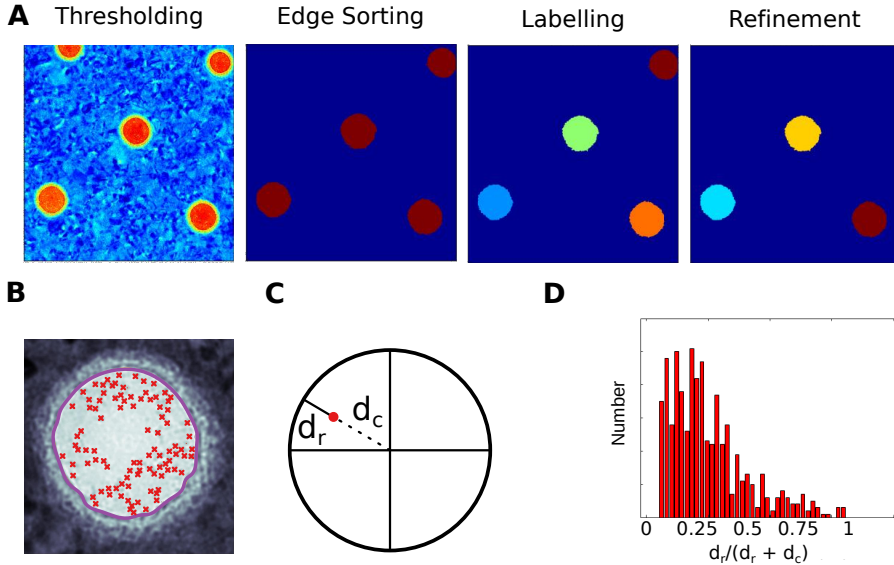 A Thresholding Edge Sorting Labelling Refinement
B C D
d_r d_c
Number
0 0.25 0.5 0.75 1
d_r/(d_r + d_c)